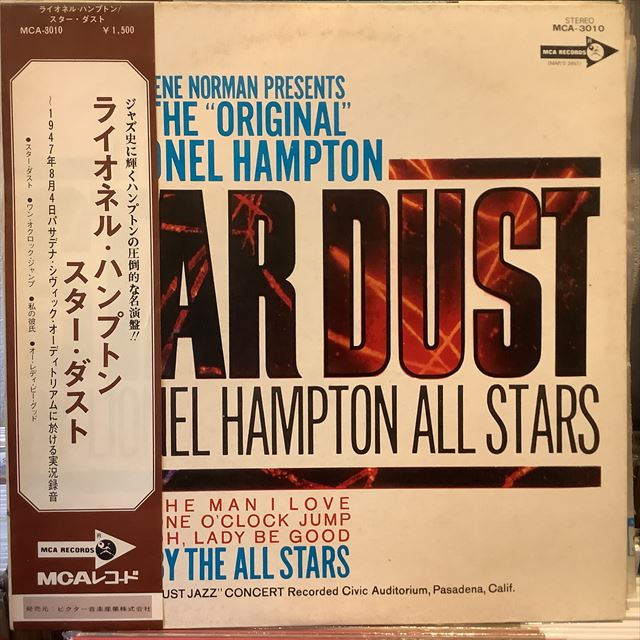 ライオネル・ハンプトン/
スター・ダスト
MCA-3010 ¥1,500
ジャズ史に輝くハンプトンの圧倒的な名演盤!!
ライオネル・ハンプトン
スター・ダスト
~1947年8月4日パサデナ・シヴィック・オーディトリアムに於ける実況録音
●スター・ダスト ●ワン・オクロック・ジャンプ ●私の彼氏 ●オー・レディ・ビー・グッド
MCA RECORDS
MCAレコード
発売元:ビクター音楽産業株式会社
STEREO
MCA-3010
MCA RECORDS
ENE NORMAN PRESENTS
THE "ORIGINAL"
ONEL HAMPTON
AR DUST
NEL HAMPTON ALL STARS
HE MAN I LOVE
ONE O'CLOCK JUMP
H, LADY BE GOOD
BY THE ALL STARS
UST JAZZ" CONCERT Recorded Civic Auditorium, Pasadena, Calif.